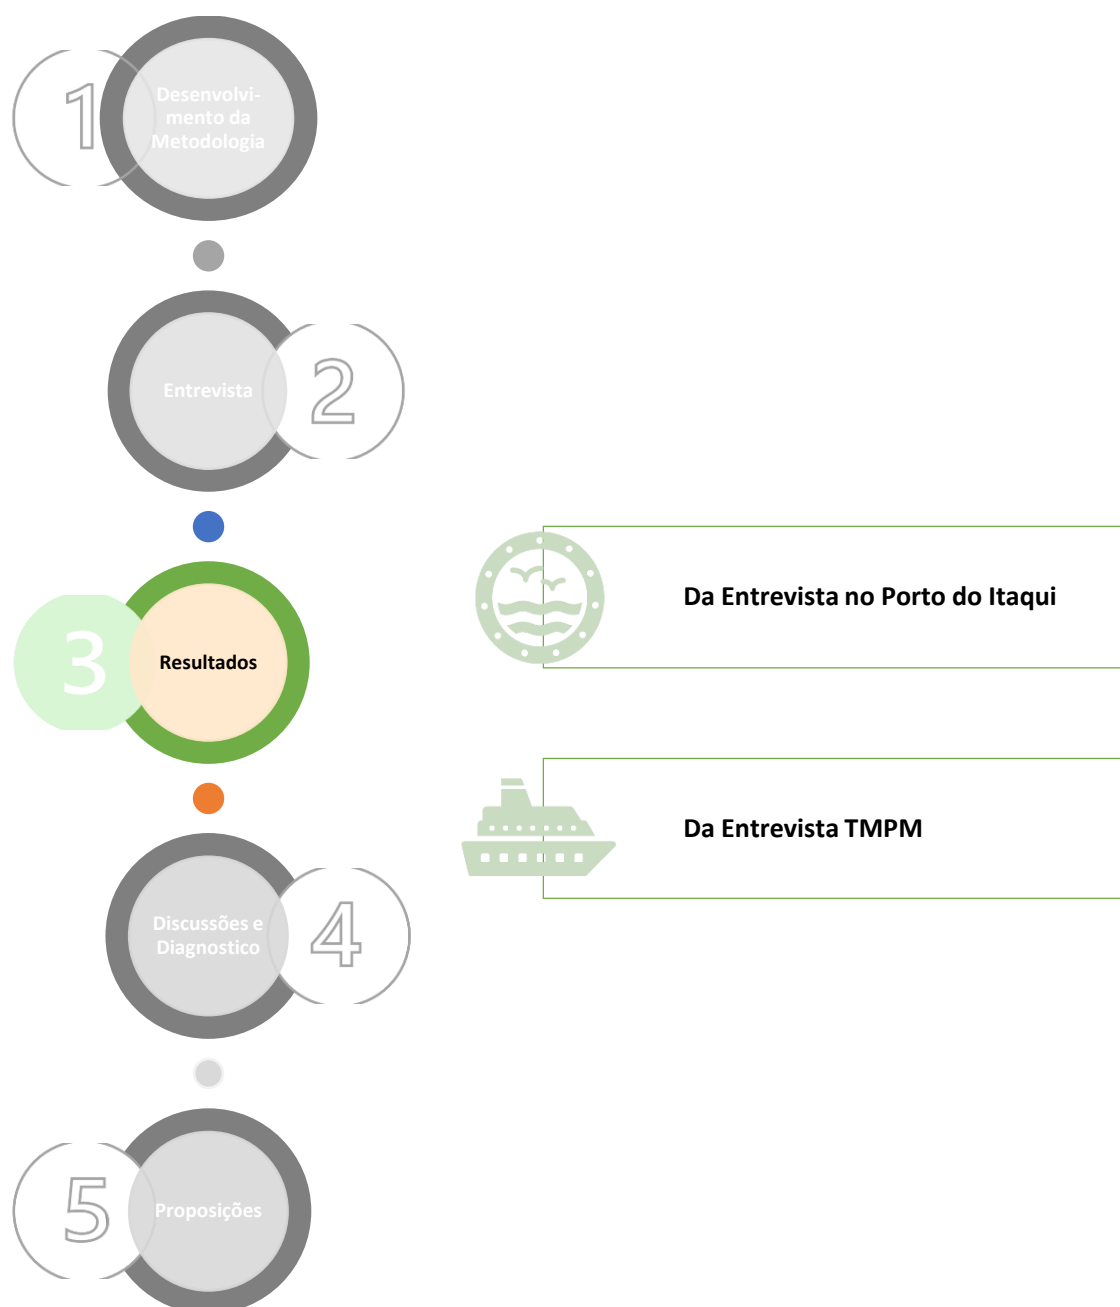 1
Desenvolvi-
mento da
Metodologia
Entrevista
2
3
Resultados
Da Entrevista no Porto do Itaqui
Da Entrevista TMPM
Discussões e
Diagnostico
4
5
Proposições